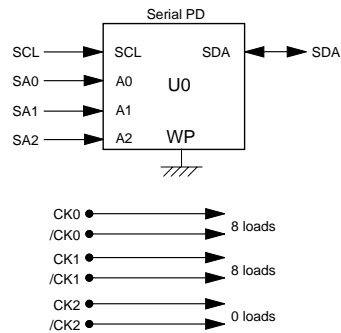 Serial PD
SCL SCL SDA SDA
SA0 A0
U0
SA1 A1
SA2 A2 WP
CK0
/CK0 8 loads
CK1
/CK1 8 loads
CK2
/CK2 0 loads